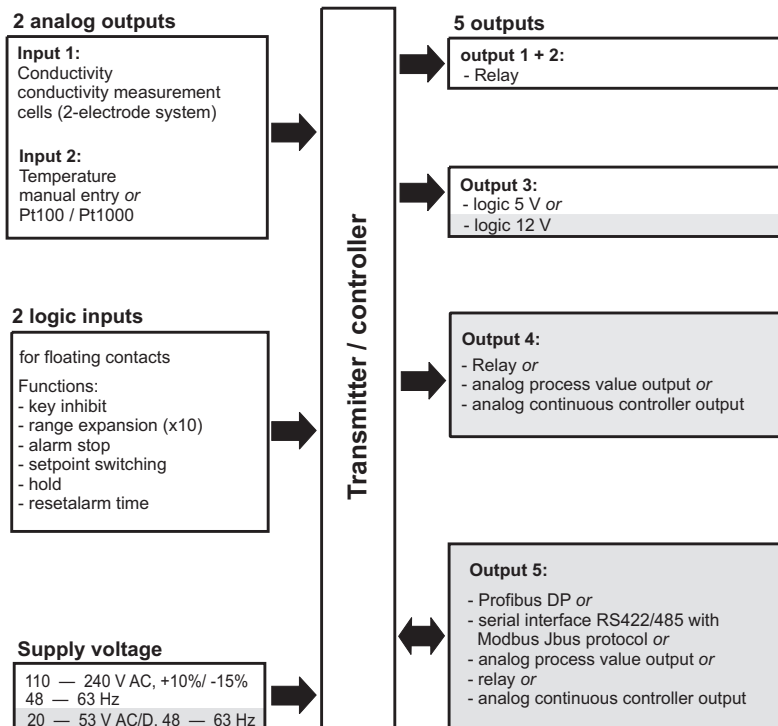 2 analog outputs
Input 1:
Conductivity
conductivity measurement
cells (2-electrode system)
Input 2:
Temperature
manual entry or
Pt100 / Pt1000
2 logic inputs
for floating contacts
Functions:
- key inhibit
- range expansion (x10)
- alarm stop
- setpoint switching
- hold
- resetalarm time
Supply voltage
110 — 240 V AC, +10%/ -15%
48 — 63 Hz
20 — 53 V AC/D, 48 — 63 Hz
Transmitter / controller
5 outputs
output 1 + 2:
- Relay
Output 3:
- logic 5 V or
- logic 12 V
Output 4:
- Relay or
- analog process value output or
- analog continuous controller output
Output 5:
- Profibus DP or
- serial interface RS422/485 with
Modbus Jbus protocol or
- analog process value output or
- relay or
- analog continuous controller output